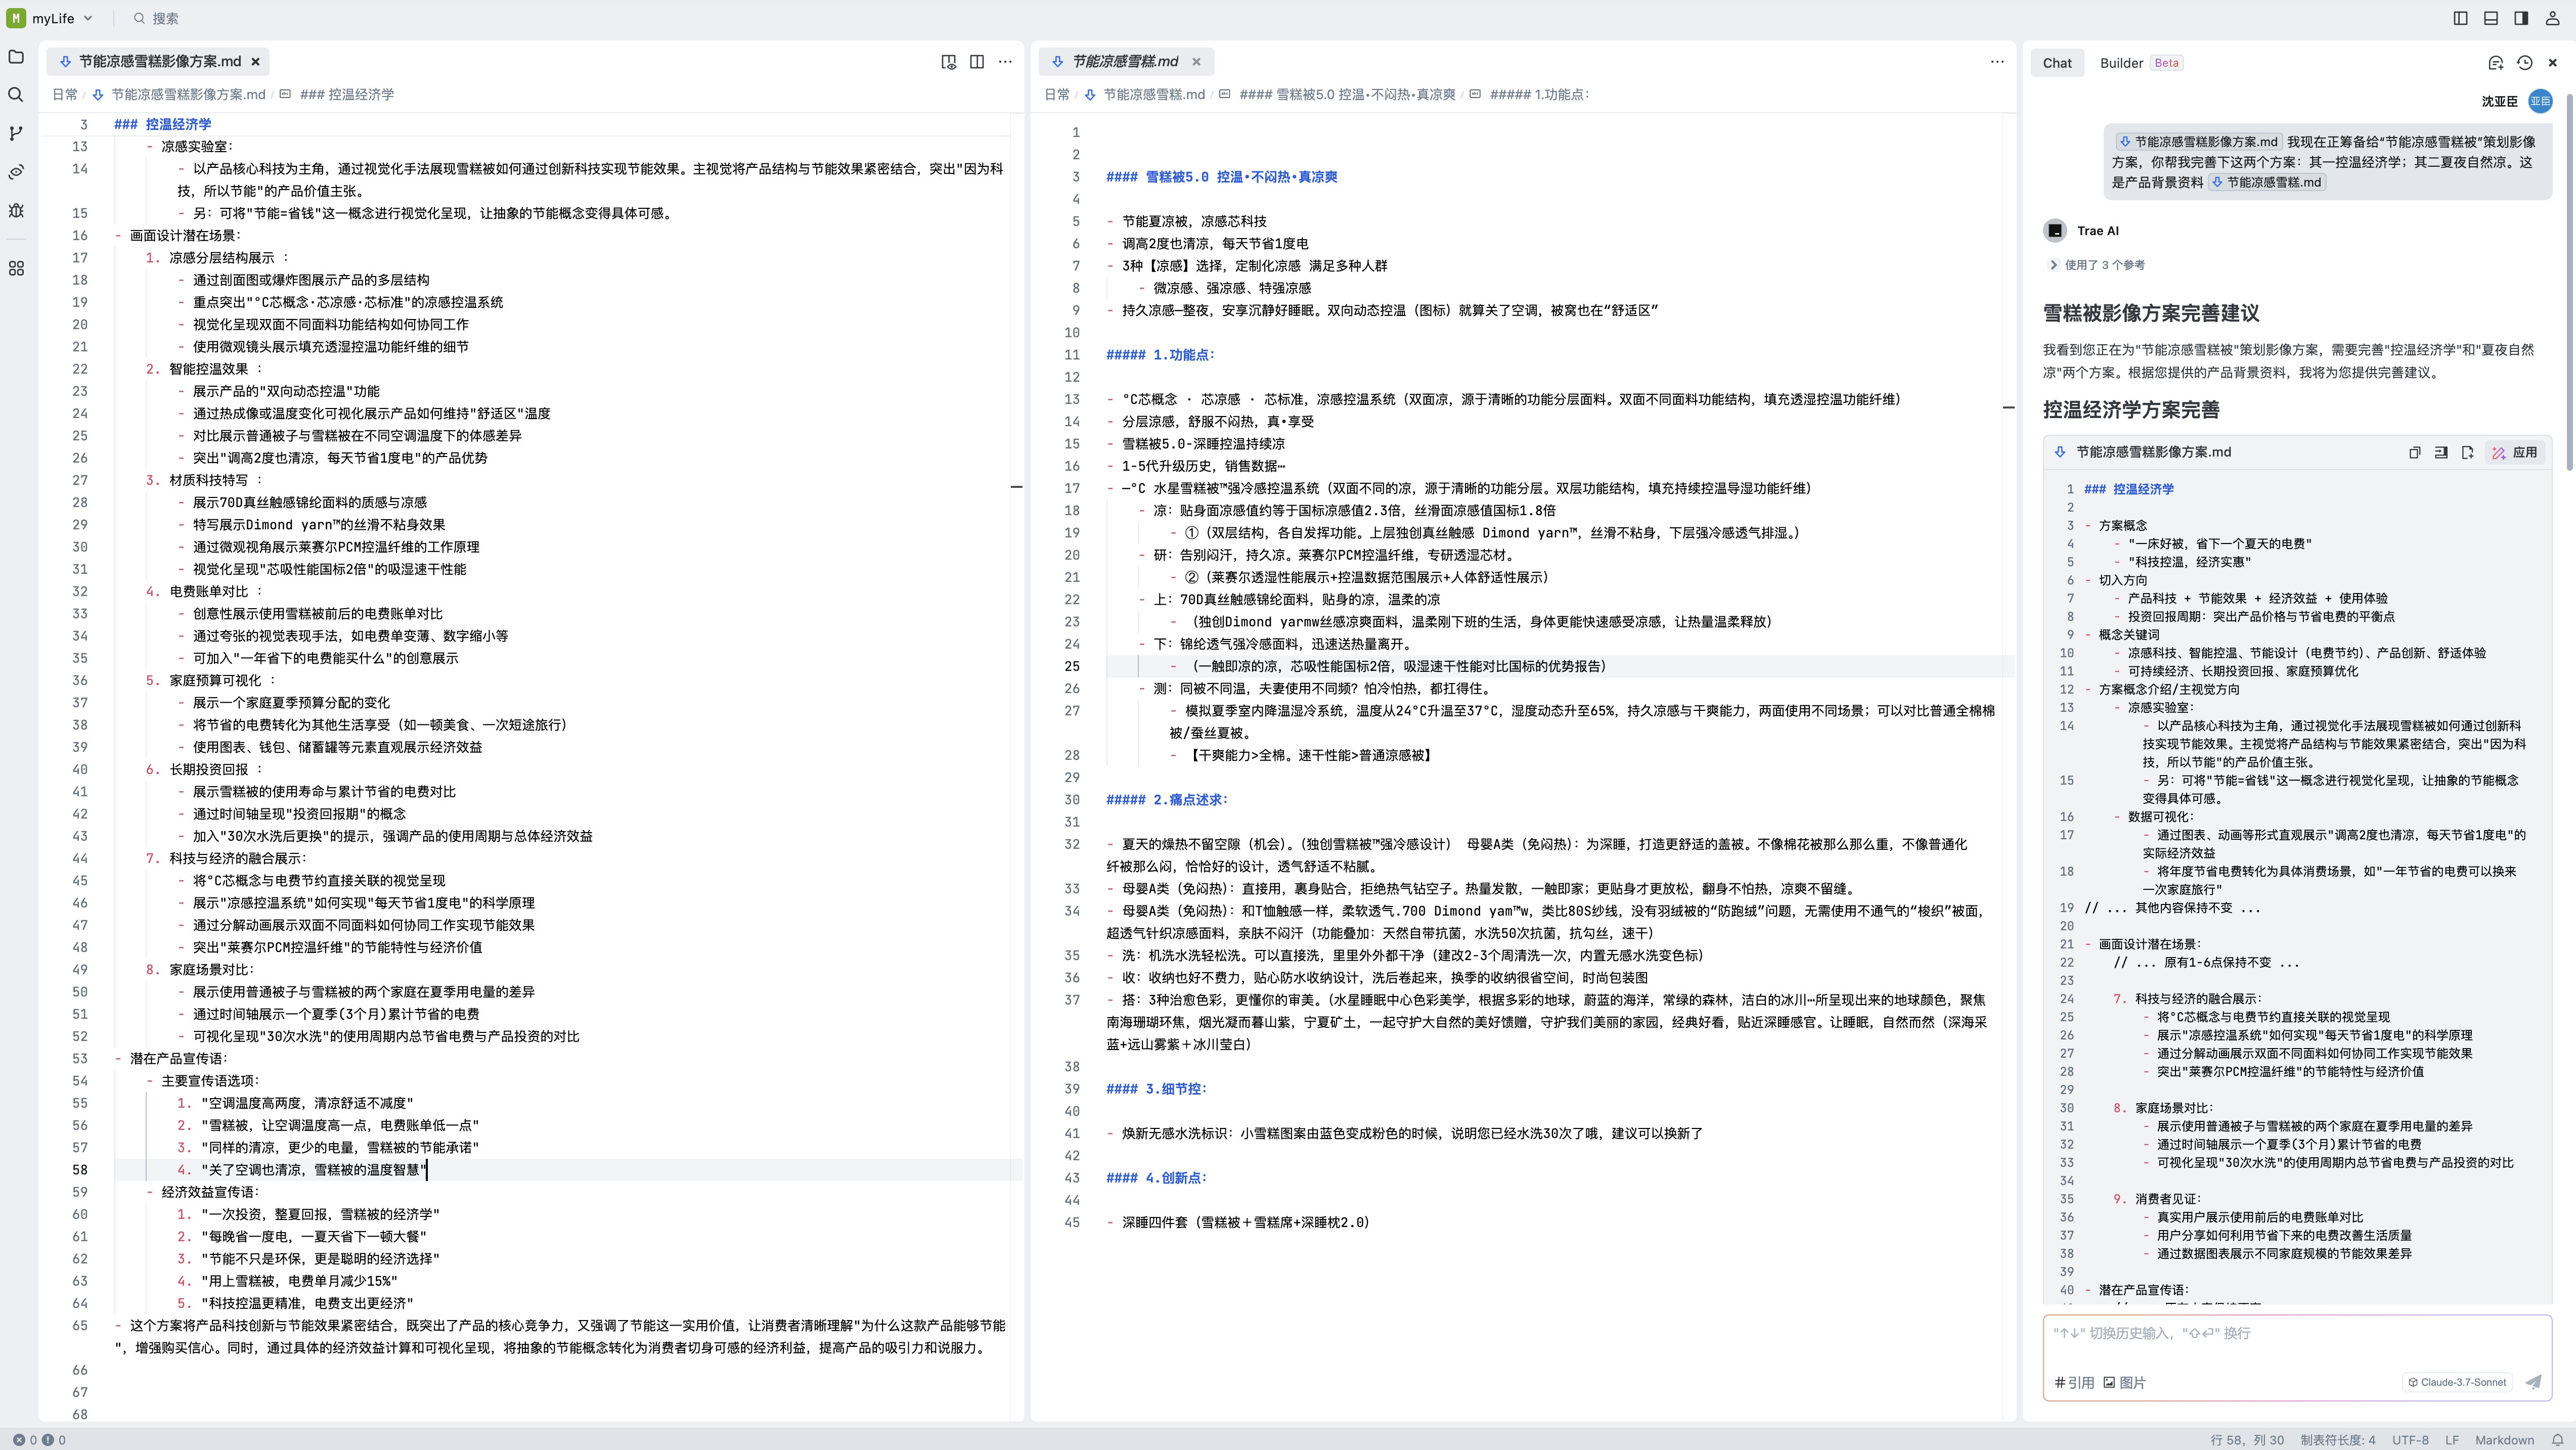 M myLife 搜索
节能凉感雪糕影像方案.md
日常 / 节能凉感雪糕影像方案.md / ### 控温经济学
3 ### 控温经济学
13 - 凉感实验室:
14 - 以产品核心科技为主角，通过视觉化手法展现雪糕被如何通过创新科技实现节能效果。主视觉将产品结构与节能效果紧密结合，突出"因为科
技，所以节能"的产品价值主张。
15 - 另: 可将"节能=省钱"这一概念进行视觉化呈现，让抽象的节能概念变得具体可感。
16 - 画面设计潜在场景:
17 1. 凉感分层结构展示 :
18 - 通过剖面图或爆炸图展示产品的多层结构
19 - 重点突出"°C芯概念·芯凉感·芯标准"的凉感控温系统
20 - 视觉化呈现双面不同面料功能结构如何协同工作
21 - 使用微观镜头展示填充透湿控温功能纤维的细节
22 2. 智能控温效果 :
23 - 展示产品的"双向动态控温"功能
24 - 通过热成像或温度变化可视化展示产品如何维持"舒适区"温度
25 - 对比展示普通被子与雪糕被在不同空调温度下的体感差异
26 - 突出"调高2度也清凉，每天节省1度电"的产品优势
27 3. 材质科技特写 :
28 - 展示70D真丝触感锦纶面料的质感与凉感
29 - 特写展示Dimond yarn™的丝滑不粘身效果
30 - 通过微观视角展示莱赛尔PCM控温纤维的工作原理
31 - 视觉化呈现"芯吸性能国标2倍"的吸湿速干性能
32 4. 电费账单对比 :
33 - 创意性展示使用雪糕被前后的电费账单对比
34 - 通过夸张的视觉表现手法，如电费单变薄、数字缩小等
35 - 可加入"一年省下的电费能买什么"的创意展示
36 5. 家庭预算可视化 :
37 - 展示一个家庭夏季预算分配的变化
38 - 将节省的电费转化为其他生活享受（如一顿美食、一次短途旅行）
39 - 使用图表、钱包、储蓄罐等元素直观展示经济效益
40 6. 长期投资回报 :
41 - 展示雪糕被的使用寿命与累计节省的电费对比
42 - 通过时间轴呈现"投资回报期"的概念
43 - 加入"30次水洗后更换"的提示，强调产品的使用周期与总体经济效益
44 7. 科技与经济的融合展示:
45 - 将°C芯概念与电费节约直接关联的视觉呈现
46 - 展示"凉感控温系统"如何实现"每天节省1度电"的科学原理
47 - 通过分解动画展示双面不同面料如何协同工作实现节能效果
48 - 突出"莱赛尔PCM控温纤维"的节能特性与经济价值
49 8. 家庭场景对比:
50 - 展示使用普通被子与雪糕被的两个家庭在夏季用电量的差异
51 - 通过时间轴展示一个夏季(3个月)累计节省的电费
52 - 可视化呈现"30次水洗"的使用周期内总节省电费与产品投资的对比
53 - 潜在产品宣传语:
54 - 主要宣传语选项:
55 1. "空调温度高两度，清凉舒适不减度"
56 2. "雪糕被，让空调温度高一点，电费账单低一点"
57 3. "同样的清凉，更少的电量，雪糕被的节能承诺"
58 4. "关了空调也清凉，雪糕被的温度智慧"
59 - 经济效益宣传语:
60 1. "一次投资，整夏回报，雪糕被的经济学"
61 2. "每晚省一度电，一夏天省下一顿大餐"
62 3. "节能不只是环保，更是聪明的经济选择"
63 4. "用上雪糕被，电费单月减少15%"
64 5. "科技控温更精准，电费支出更经济"
65 - 这个方案将产品科技创新与节能效果紧密结合，既突出了产品的核心竞争力，又强调了节能这一实用价值，让消费者清晰理解"为什么这款产品能够节能
"，增强购买信心。同时，通过具体的经济效益计算和可视化呈现，将抽象的节能概念转化为消费者切身可感的经济利益，提高产品的吸引力和说服力。
66
67
68
节能凉感雪糕.md
日常 / 节能凉感雪糕.md / #### 雪糕被5.0 控温•不闷热•真凉爽 / ##### 1.功能点:
1
2
3 #### 雪糕被5.0 控温•不闷热•真凉爽
4
5 - 节能夏凉被，凉感芯科技
6 - 调高2度也清凉，每天节省1度电
7 - 3种【凉感】选择，定制化凉感 满足多种人群
8 - 微凉感、强凉感、特强凉感
9 - 持久凉感—整夜，安享沉静好睡眠。双向动态控温（图标）就算关了空调，被窝也在“舒适区”
10
11 ##### 1.功能点:
12
13 - °C芯概念 · 芯凉感 · 芯标准，凉感控温系统（双面凉，源于清晰的功能分层面料。双面不同面料功能结构，填充透湿控温功能纤维）
14 - 分层凉感，舒服不闷热，真•享受
15 - 雪糕被5.0-深睡控温持续凉
16 - 1-5代升级历史，销售数据…
17 - —°C 水星雪糕被™强冷感控温系统（双面不同的凉，源于清晰的功能分层。双层功能结构，填充持续控温导湿功能纤维）
18 - 凉: 贴身面凉感值约等于国标凉感值2.3倍，丝滑面凉感值国标1.8倍
19 - ①（双层结构，各自发挥功能。上层独创真丝触感 Dimond yarn™，丝滑不粘身，下层强冷感透气排湿。）
20 - 研: 告别闷汗，持久凉。莱赛尔PCM控温纤维，专研透湿芯材。
21 - ②（莱赛尔透湿性能展示+控温数据范围展示+人体舒适性展示）
22 - 上: 70D真丝触感锦纶面料，贴身的凉，温柔的凉
23 - （独创Dimond yarmw丝感凉爽面料，温柔刚下班的生活，身体更能快速感受凉感，让热量温柔释放）
24 - 下: 锦纶透气强冷感面料，迅速送热量离开。
25 - （一触即凉的凉，芯吸性能国标2倍，吸湿速干性能对比国标的优势报告）
26 - 测: 同被不同温，夫妻使用不同频？怕冷怕热，都扛得住。
27 - 模拟夏季室内降温湿冷系统，温度从24°C升温至37°C，湿度动态升至65%，持久凉感与干爽能力，两面使用不同场景；可以对比普通全棉棉
被/蚕丝夏被。
28 - 【干爽能力>全棉。速干性能>普通凉感被】
29
30 ##### 2.痛点述求:
31
32 - 夏天的燥热不留空隙（机会）。（独创雪糕被™强冷感设计） 母婴A类（免闷热）: 为深睡，打造更舒适的盖被。不像棉花被那么那么重，不像普通化
纤被那么闷，恰恰好的设计，透气舒适不粘腻。
33 - 母婴A类（免闷热）: 直接用，裹身贴合，拒绝热气钻空子。热量发散，一触即家；更贴身才更放松，翻身不怕热，凉爽不留缝。
34 - 母婴A类（免闷热）: 和T恤触感一样，柔软透气.700 Dimond yam™w，类比80S纱线，没有羽绒被的“防跑绒”问题，无需使用不通气的“梭织”被面，
超透气针织凉感面料，亲肤不闷汗（功能叠加: 天然自带抗菌，水洗50次抗菌，抗勾丝，速干）
35 - 洗: 机洗水洗轻松洗。可以直接洗，里里外外都干净（建改2-3个周清洗一次，内置无感水洗变色标）
36 - 收: 收纳也好不费力，贴心防水收纳设计，洗后卷起来，换季的收纳很省空间，时尚包装图
37 - 搭: 3种治愈色彩，更懂你的审美。（水星睡眠中心色彩美学，根据多彩的地球，蔚蓝的海洋，常绿的森林，洁白的冰川…所呈现出来的地球颜色，聚焦
南海珊瑚环焦，烟光凝而暮山紫，宁夏矿土，一起守护大自然的美好馈赠，守护我们美丽的家园，经典好看，贴近深睡感官。让睡眠，自然而然（深海采
蓝+远山雾紫＋冰川莹白）
38
39 #### 3.细节控:
40
41 - 焕新无感水洗标识: 小雪糕图案由蓝色变成粉色的时候，说明您已经水洗30次了哦，建议可以换新了
42
43 #### 4.创新点:
44
45 - 深睡四件套（雪糕被＋雪糕席+深睡枕2.0）
Chat Builder Beta
沈亚臣 亚臣
节能凉感雪糕影像方案.md 我现在正筹备给“节能凉感雪糕被”策划影像
方案，你帮我完善下这两个方案：其一控温经济学；其二夏夜自然凉。这
是产品背景资料 节能凉感雪糕.md
Trae AI
使用了 3 个参考
雪糕被影像方案完善建议
我看到您正在为"节能凉感雪糕被"策划影像方案，需要完善"控温经济学"和"夏夜自然
凉"两个方案。根据您提供的产品背景资料，我将为您提供完善建议。
控温经济学方案完善
节能凉感雪糕影像方案.md 应用
1 ### 控温经济学
2
3 - 方案概念
4 - "一床好被，省下一个夏天的电费"
5 - "科技控温，经济实惠"
6 - 切入方向
7 - 产品科技 + 节能效果 + 经济效益 + 使用体验
8 - 投资回报周期: 突出产品价格与节省电费的平衡点
9 - 概念关键词
10 - 凉感科技、智能控温、节能设计（电费节约）、产品创新、舒适体验
11 - 可持续经济、长期投资回报、家庭预算优化
12 - 方案概念介绍/主视觉方向
13 - 凉感实验室:
14 - 以产品核心科技为主角，通过视觉化手法展现雪糕被如何通过创新科
技实现节能效果。主视觉将产品结构与节能效果紧密结合，突出"因为科
技，所以节能"的产品价值主张。
15 - 另: 可将"节能=省钱"这一概念进行视觉化呈现，让抽象的节能概念
变得具体可感。
16 - 数据可视化:
17 - 通过图表、动画等形式直观展示"调高2度也清凉，每天节省1度电"的
实际经济效益
18 - 将年度节省电费转化为具体消费场景，如"一年节省的电费可以换来
一次家庭旅行"
19 // ... 其他内容保持不变 ...
20
21 - 画面设计潜在场景:
22 // ... 原有1-6点保持不变 ...
23
24 7. 科技与经济的融合展示:
25 - 将°C芯概念与电费节约直接关联的视觉呈现
26 - 展示"凉感控温系统"如何实现"每天节省1度电"的科学原理
27 - 通过分解动画展示双面不同面料如何协同工作实现节能效果
28 - 突出"莱赛尔PCM控温纤维"的节能特性与经济价值
29
30 8. 家庭场景对比:
31 - 展示使用普通被子与雪糕被的两个家庭在夏季用电量的差异
32 - 通过时间轴展示一个夏季(3个月)累计节省的电费
33 - 可视化呈现"30次水洗"的使用周期内总节省电费与产品投资的对比
34
35 9. 消费者见证:
36 - 真实用户展示使用前后的电费账单对比
37 - 用户分享如何利用节省下来的电费改善生活质量
38 - 通过数据图表展示不同家庭规模的节能效果差异
39
40 - 潜在产品宣传语:
"↑↓" 切换历史输入，"⇧⏎" 换行
#引用 图片 Claude-3.7-Sonnet
0 0 行 58，列 30 制表符长度: 4 UTF-8 LF Markdown